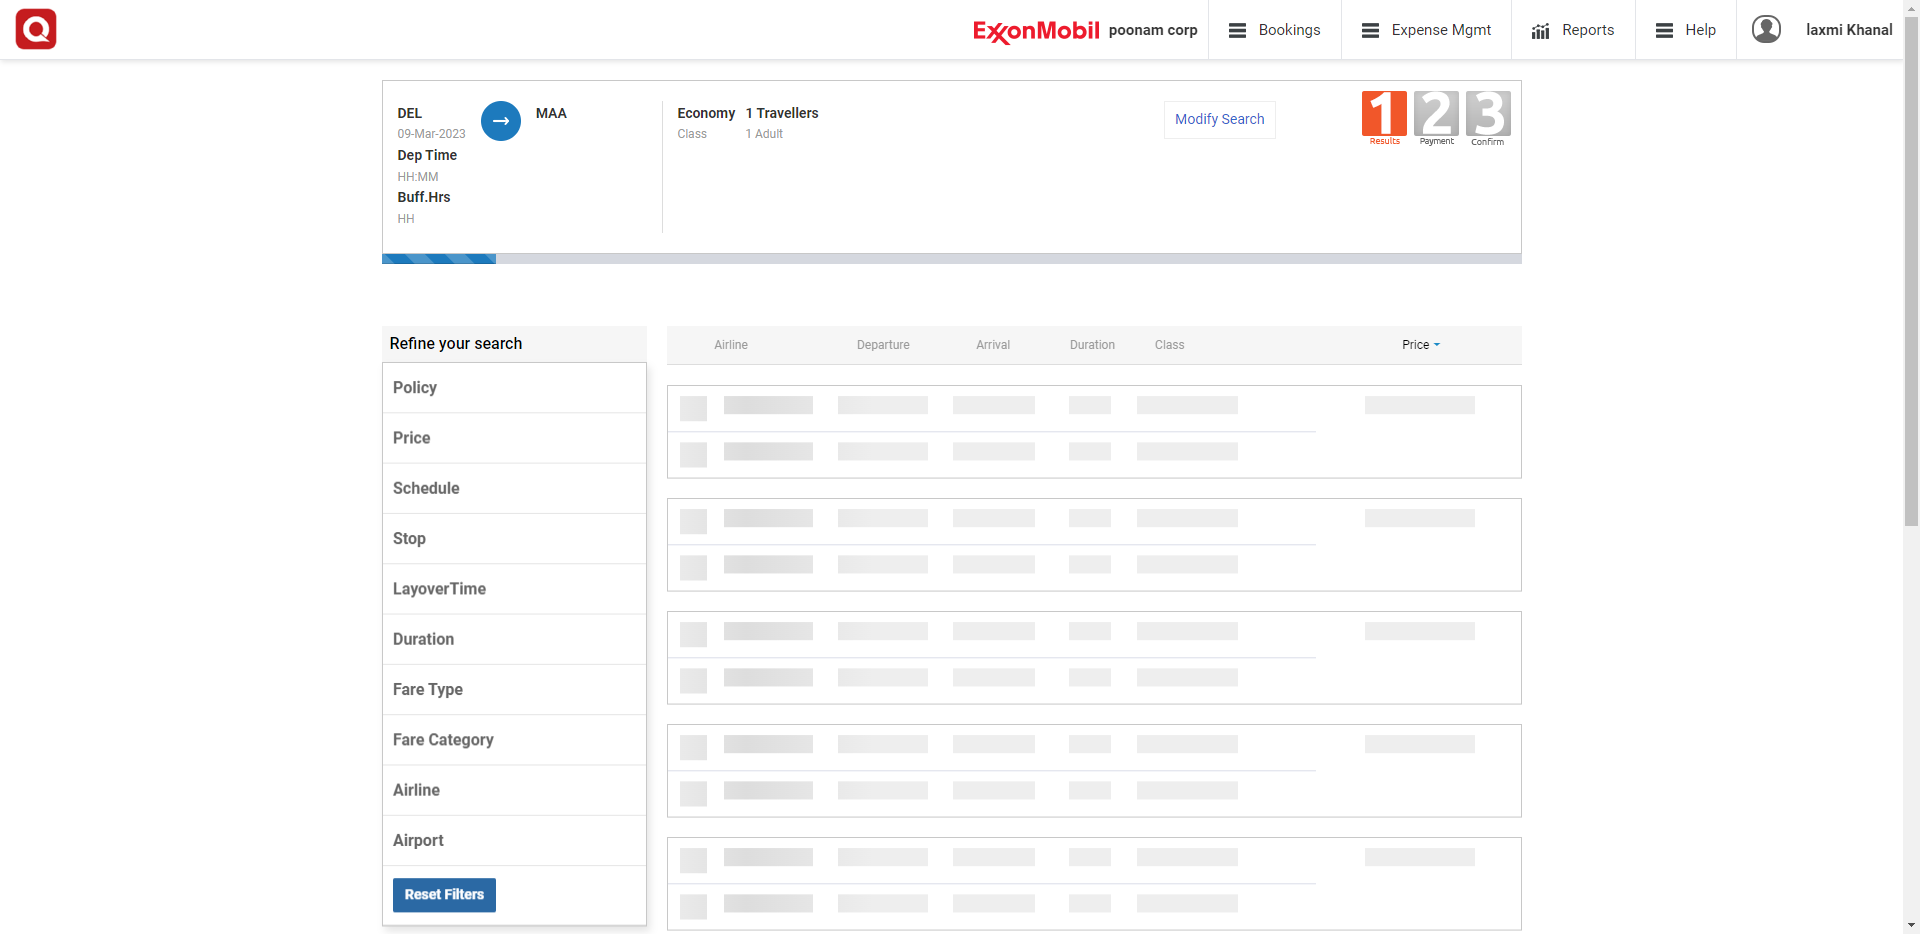 Q
ExxonMobil poonam corp Bookings Expense Mgmt Reports Help laxmi Khanal
DEL
09-Mar-2023
Dep Time
HH:MM
Buff.Hrs
HH
MAA
Economy 1 Travellers
Class 1 Adult
Modify Search
1 2 3
Results Payment Confirm
Refine your search
Policy
Price
Schedule
Stop
LayoverTime
Duration
Fare Type
Fare Category
Airline
Airport
Reset Filters
Airline Departure Arrival Duration Class Price